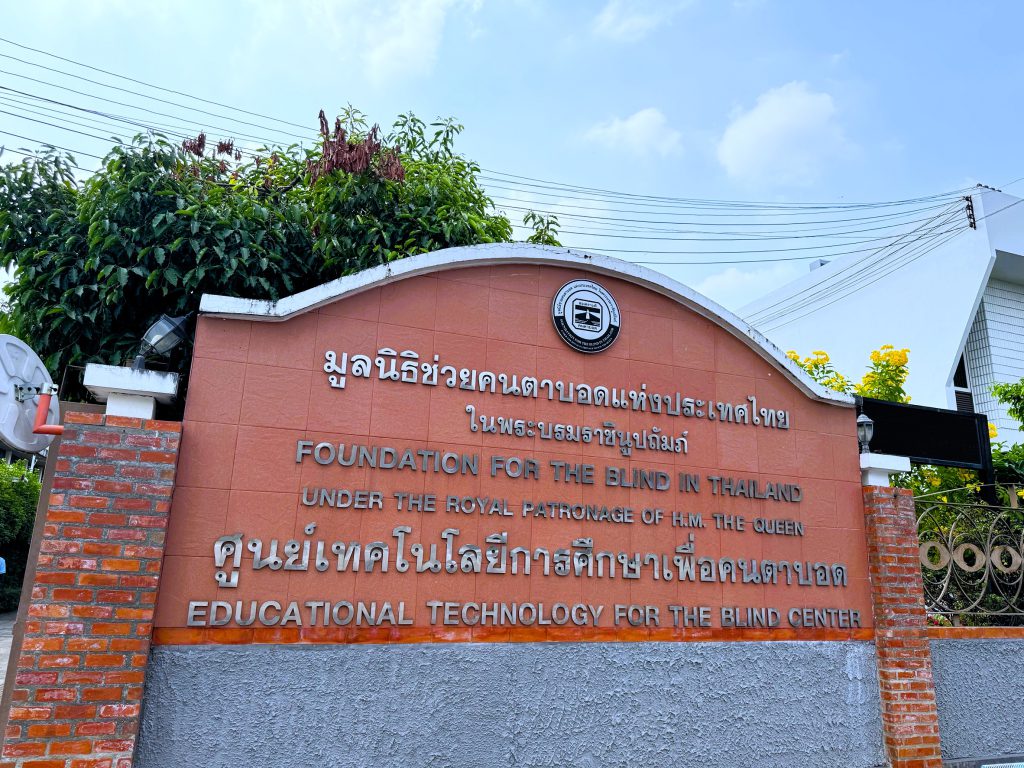 มูลนิธิช่วยคนตาบอดแห่งประเทศไทย
ในพระบรมราชินูปถัมภ์
FOUNDATION FOR THE BLIND IN THAILAND
UNDER THE ROYAL PATRONAGE OF H.M. THE QUEEN
ศูนย์เทคโนโลยีการศึกษาเพื่อคนตาบอด
EDUCATIONAL TECHNOLOGY FOR THE BLIND CENTER